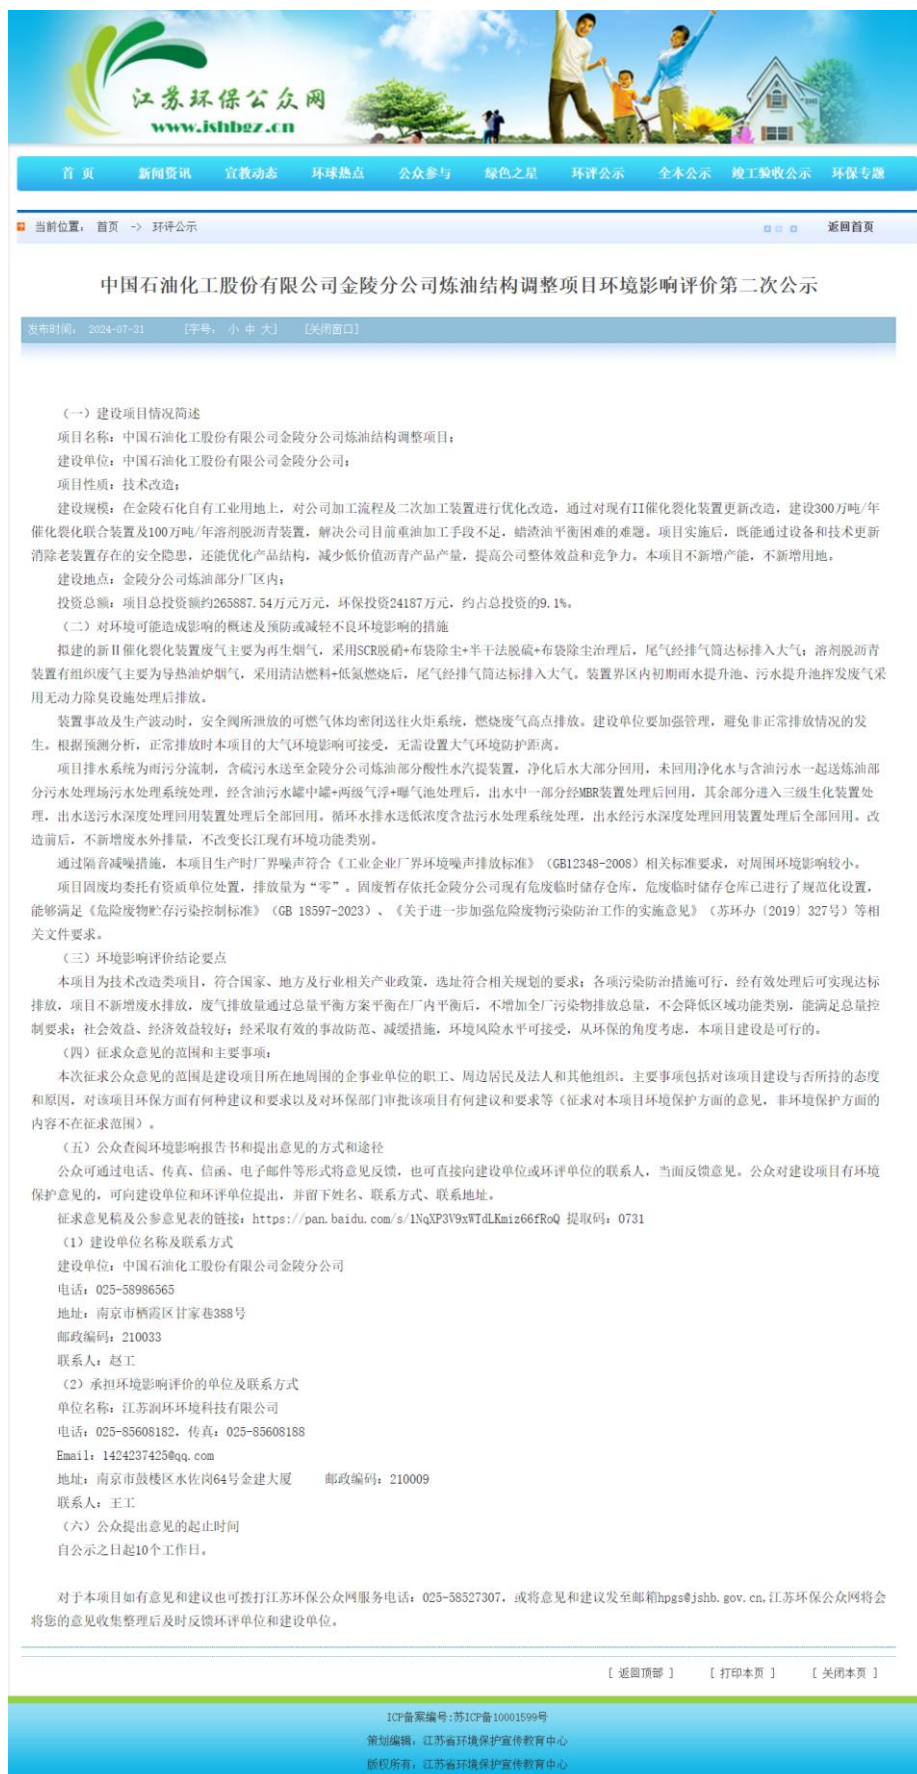 江苏环保公众网
www.jshbgz.cn
首 页 新闻资讯 宣教动态 环球热点 公众参与 绿色之星 环评公示 全本公示 竣工验收公示 环保专题
当前位置： 首页 -> 环评公示 返回首页
中国石油化工股份有限公司金陵分公司炼油结构调整项目环境影响评价第二次公示
发布时间： 2024-07-31 [字号： 小 中 大] [关闭窗口]
（一）建设项目情况简述
项目名称：中国石油化工股份有限公司金陵分公司炼油结构调整项目；
建设单位：中国石油化工股份有限公司金陵分公司；
项目性质：技术改造；
建设规模：在金陵石化自有工业用地上，对公司加工流程及二次加工装置进行优化改造，通过对现有II催化裂化装置更新改造，建设300万吨/年
催化裂化联合装置及100万吨/年溶剂脱沥青装置，解决公司目前重油加工手段不足，蜡渣油平衡困难的难题。项目实施后，既能通过设备和技术更新
消除老装置存在的安全隐患，还能优化产品结构，减少低价值沥青产品产量，提高公司整体效益和竞争力。本项目不新增产能，不新增用地。
建设地点：金陵分公司炼油部分厂区内；
投资总额：项目总投资额约265887.54万元万元，环保投资24187万元，约占总投资的9.1%。
（二）对环境可能造成影响的概述及预防或减轻不良环境影响的措施
拟建的新Ⅱ催化裂化装置废气主要为再生烟气，采用SCR脱硝+布袋除尘+半干法脱硫+布袋除尘治理后，尾气经排气筒达标排入大气；溶剂脱沥青
装置有组织废气主要为导热油炉烟气，采用清洁燃料+低氮燃烧后，尾气经排气筒达标排入大气。装置界区内初期雨水提升池、污水提升池挥发废气采
用无动力除臭设施处理后排放。
装置事故及生产波动时，安全阀所泄放的可燃气体均密闭送往火炬系统，燃烧废气高点排放。建设单位要加强管理，避免非正常排放情况的发
生。根据预测分析，正常排放时本项目的大气环境影响可接受，无需设置大气环境防护距离。
项目排水系统为雨污分流制，含硫污水送至金陵分公司炼油部分酸性水汽提装置，净化后水大部分回用，未回用净化水与含油污水一起送炼油部
分污水处理场污水处理系统处理，经含油污水罐中罐+两级气浮+曝气池处理后，出水中一部分经MBR装置处理后回用，其余部分进入三级生化装置处
理，出水送污水深度处理回用装置处理后全部回用。循环水排水送低浓度含盐污水处理系统处理，出水经污水深度处理回用装置处理后全部回用。改
造前后，不新增废水外排量，不改变长江现有环境功能类别。
通过隔音减噪措施，本项目生产时厂界噪声符合《工业企业厂界环境噪声排放标准》（GB12348-2008）相关标准要求，对周围环境影响较小。
项目固废均委托有资质单位处置，排放量为“零”。固废暂存依托金陵分公司现有危废临时储存仓库，危废临时储存仓库已进行了规范化设置，
能够满足《危险废物贮存污染控制标准》（GB 18597-2023）、《关于进一步加强危险废物污染防治工作的实施意见》（苏环办〔2019〕327号）等相
关文件要求。
（三）环境影响评价结论要点
本项目为技术改造类项目，符合国家、地方及行业相关产业政策，选址符合相关规划的要求；各项污染防治措施可行，经有效处理后可实现达标
排放，项目不新增废水排放，废气排放量通过总量平衡方案平衡在厂内平衡后，不增加全厂污染物排放总量，不会降低区域功能类别，能满足总量控
制要求；社会效益、经济效益较好；经采取有效的事故防范、减缓措施，环境风险水平可接受，从环保的角度考虑，本项目建设是可行的。
（四）征求众意见的范围和主要事项：
本次征求公众意见的范围是建设项目所在地周围的企事业单位的职工、周边居民及法人和其他组织。主要事项包括对该项目建设与否所持的态度
和原因，对该项目环保方面有何种建议和要求以及对环保部门审批该项目有何建议和要求等（征求对本项目环境保护方面的意见，非环境保护方面的
内容不在征求范围）。
（五）公众查阅环境影响报告书和提出意见的方式和途径
公众可通过电话、传真、信函、电子邮件等形式将意见反馈，也可直接向建设单位或环评单位的联系人，当面反馈意见。公众对建设项目有环境
保护意见的，可向建设单位和环评单位提出，并留下姓名、联系方式、联系地址。
征求意见稿及公参意见表的链接：https://pan.baidu.com/s/1NqXP3V9xWTdLKmiz66fRoQ 提取码：0731
（1）建设单位名称及联系方式
建设单位：中国石油化工股份有限公司金陵分公司
电话：025-58986565
地址：南京市栖霞区甘家巷388号
邮政编码：210033
联系人：赵工
（2）承担环境影响评价的单位及联系方式
单位名称：江苏润环环境科技有限公司
电话：025-85608182，传真：025-85608188
Email：1424237425@qq.com
地址：南京市鼓楼区水佐岗64号金建大厦 邮政编码：210009
联系人：王工
（六）公众提出意见的起止时间
自公示之日起10个工作日。
对于本项目如有意见和建议也可拨打江苏环保公众网服务电话：025-58527307，或将意见和建议发至邮箱hpgs@jshb.gov.cn,江苏环保公众网将会
将您的意见收集整理后及时反馈环评单位和建设单位。
[ 返回顶部 ] [ 打印本页 ] [ 关闭本页 ]
ICP备案编号:苏ICP备10001599号
策划编辑：江苏省环境保护宣传教育中心
版权所有：江苏省环境保护宣传教育中心